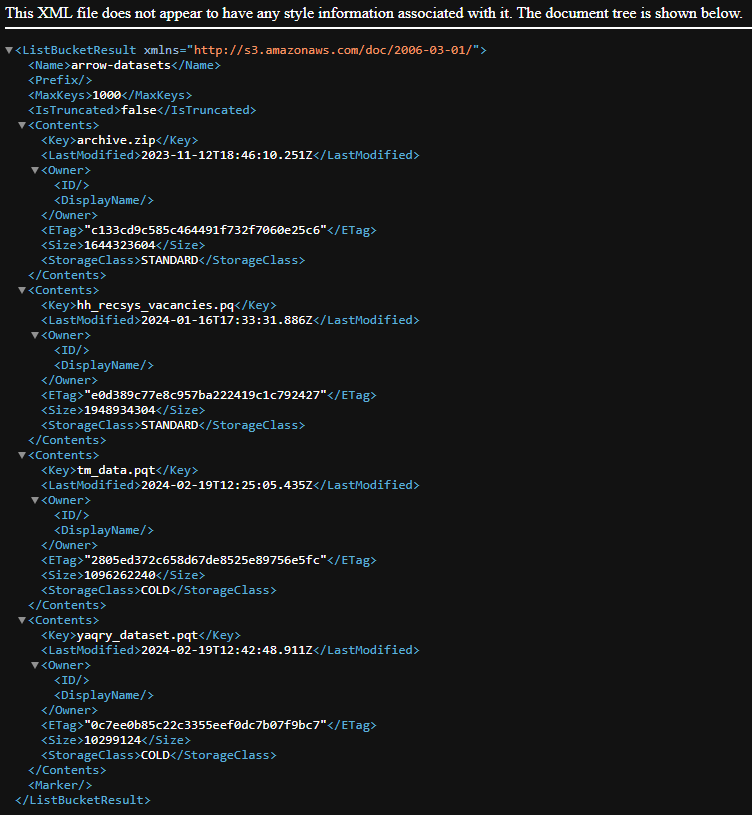 This XML file does not appear to have any style information associated with it. The document tree is shown below.
▼<ListBucketResult xmlns="http://s3.amazonaws.com/doc/2006-03-01/">
<Name>arrow-datasets</Name>
<Prefix/>
<MaxKeys>1000</MaxKeys>
<IsTruncated>false</IsTruncated>
▼<Contents>
<Key>archive.zip</Key>
<LastModified>2023-11-12T18:46:10.251Z</LastModified>
▼<Owner>
<ID/>
<DisplayName/>
</Owner>
<ETag>"c133cd9c585c464491f732f7060e25c6"</ETag>
<Size>1644323604</Size>
<StorageClass>STANDARD</StorageClass>
</Contents>
▼<Contents>
<Key>hh_recsys_vacancies.pq</Key>
<LastModified>2024-01-16T17:33:31.886Z</LastModified>
▼<Owner>
<ID/>
<DisplayName/>
</Owner>
<ETag>"e0d389c77e8c957ba222419c1c792427"</ETag>
<Size>1948934304</Size>
<StorageClass>STANDARD</StorageClass>
</Contents>
▼<Contents>
<Key>tm_data.pqt</Key>
<LastModified>2024-02-19T12:25:05.435Z</LastModified>
▼<Owner>
<ID/>
<DisplayName/>
</Owner>
<ETag>"2805ed372c658d67de8525e89756e5fc"</ETag>
<Size>1096262240</Size>
<StorageClass>COLD</StorageClass>
</Contents>
▼<Contents>
<Key>yaqry_dataset.pqt</Key>
<LastModified>2024-02-19T12:42:48.911Z</LastModified>
▼<Owner>
<ID/>
<DisplayName/>
</Owner>
<ETag>"0c7ee0b85c22c3355eef0dc7b07f9bc7"</ETag>
<Size>10299124</Size>
<StorageClass>COLD</StorageClass>
</Contents>
<Marker/>
</ListBucketResult>